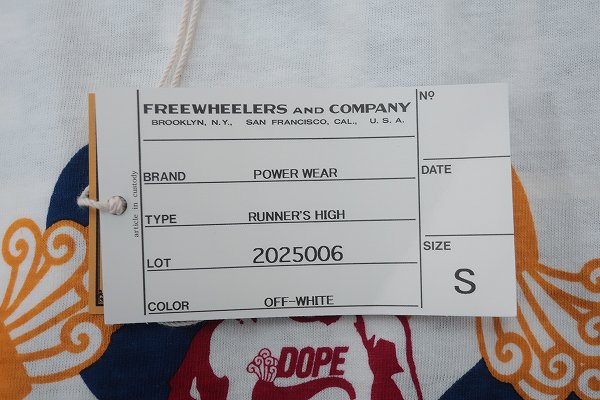 FREEWHEELERS AND COMPANY
BROOKLYN, N.Y., SAN FRANCISCO, CAL., U. S. A.
BRAND POWER WEAR
TYPE RUNNER'S HIGH
LOT 2025006
COLOR OFF-WHITE
Nº
DATE
SIZE
S
article in custody
DOPE